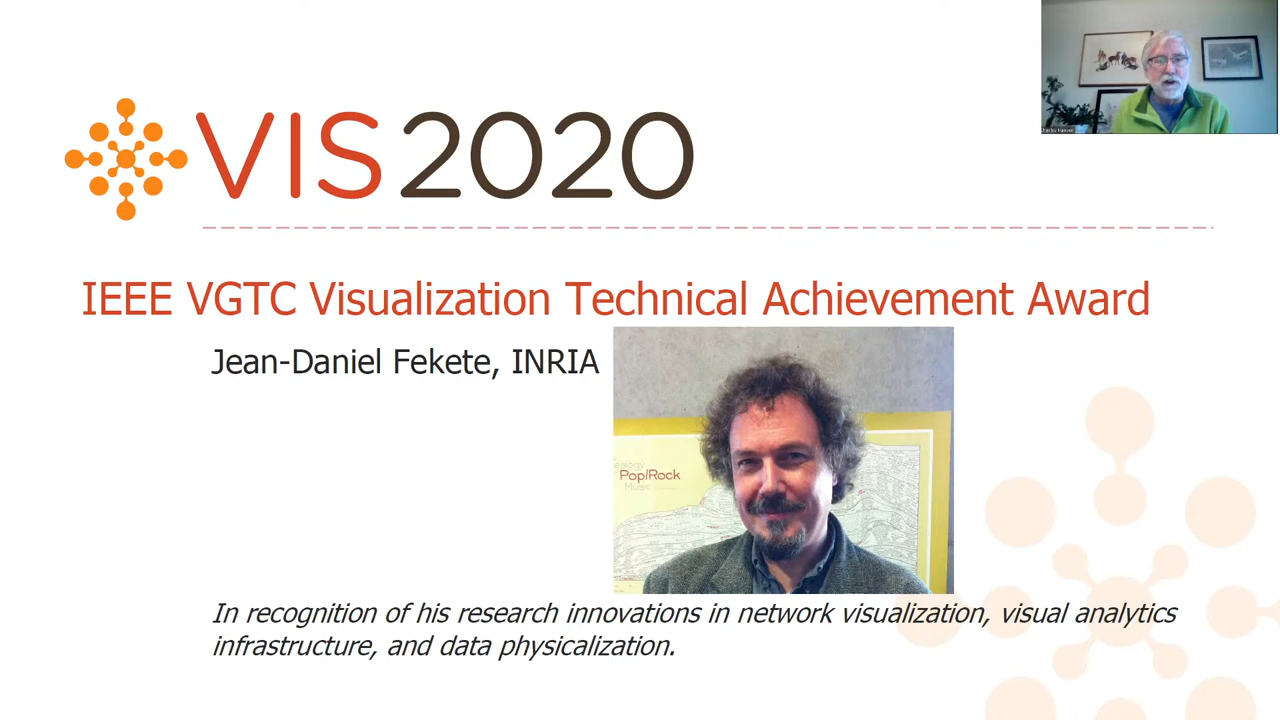 VIS2020
IEEE VGTC Visualization Technical Achievement Award
Jean-Daniel Fekete, INRIA
Pop/Rock
Music
In recognition of his research innovations in network visualization, visual analytics
infrastructure, and data physicalization.